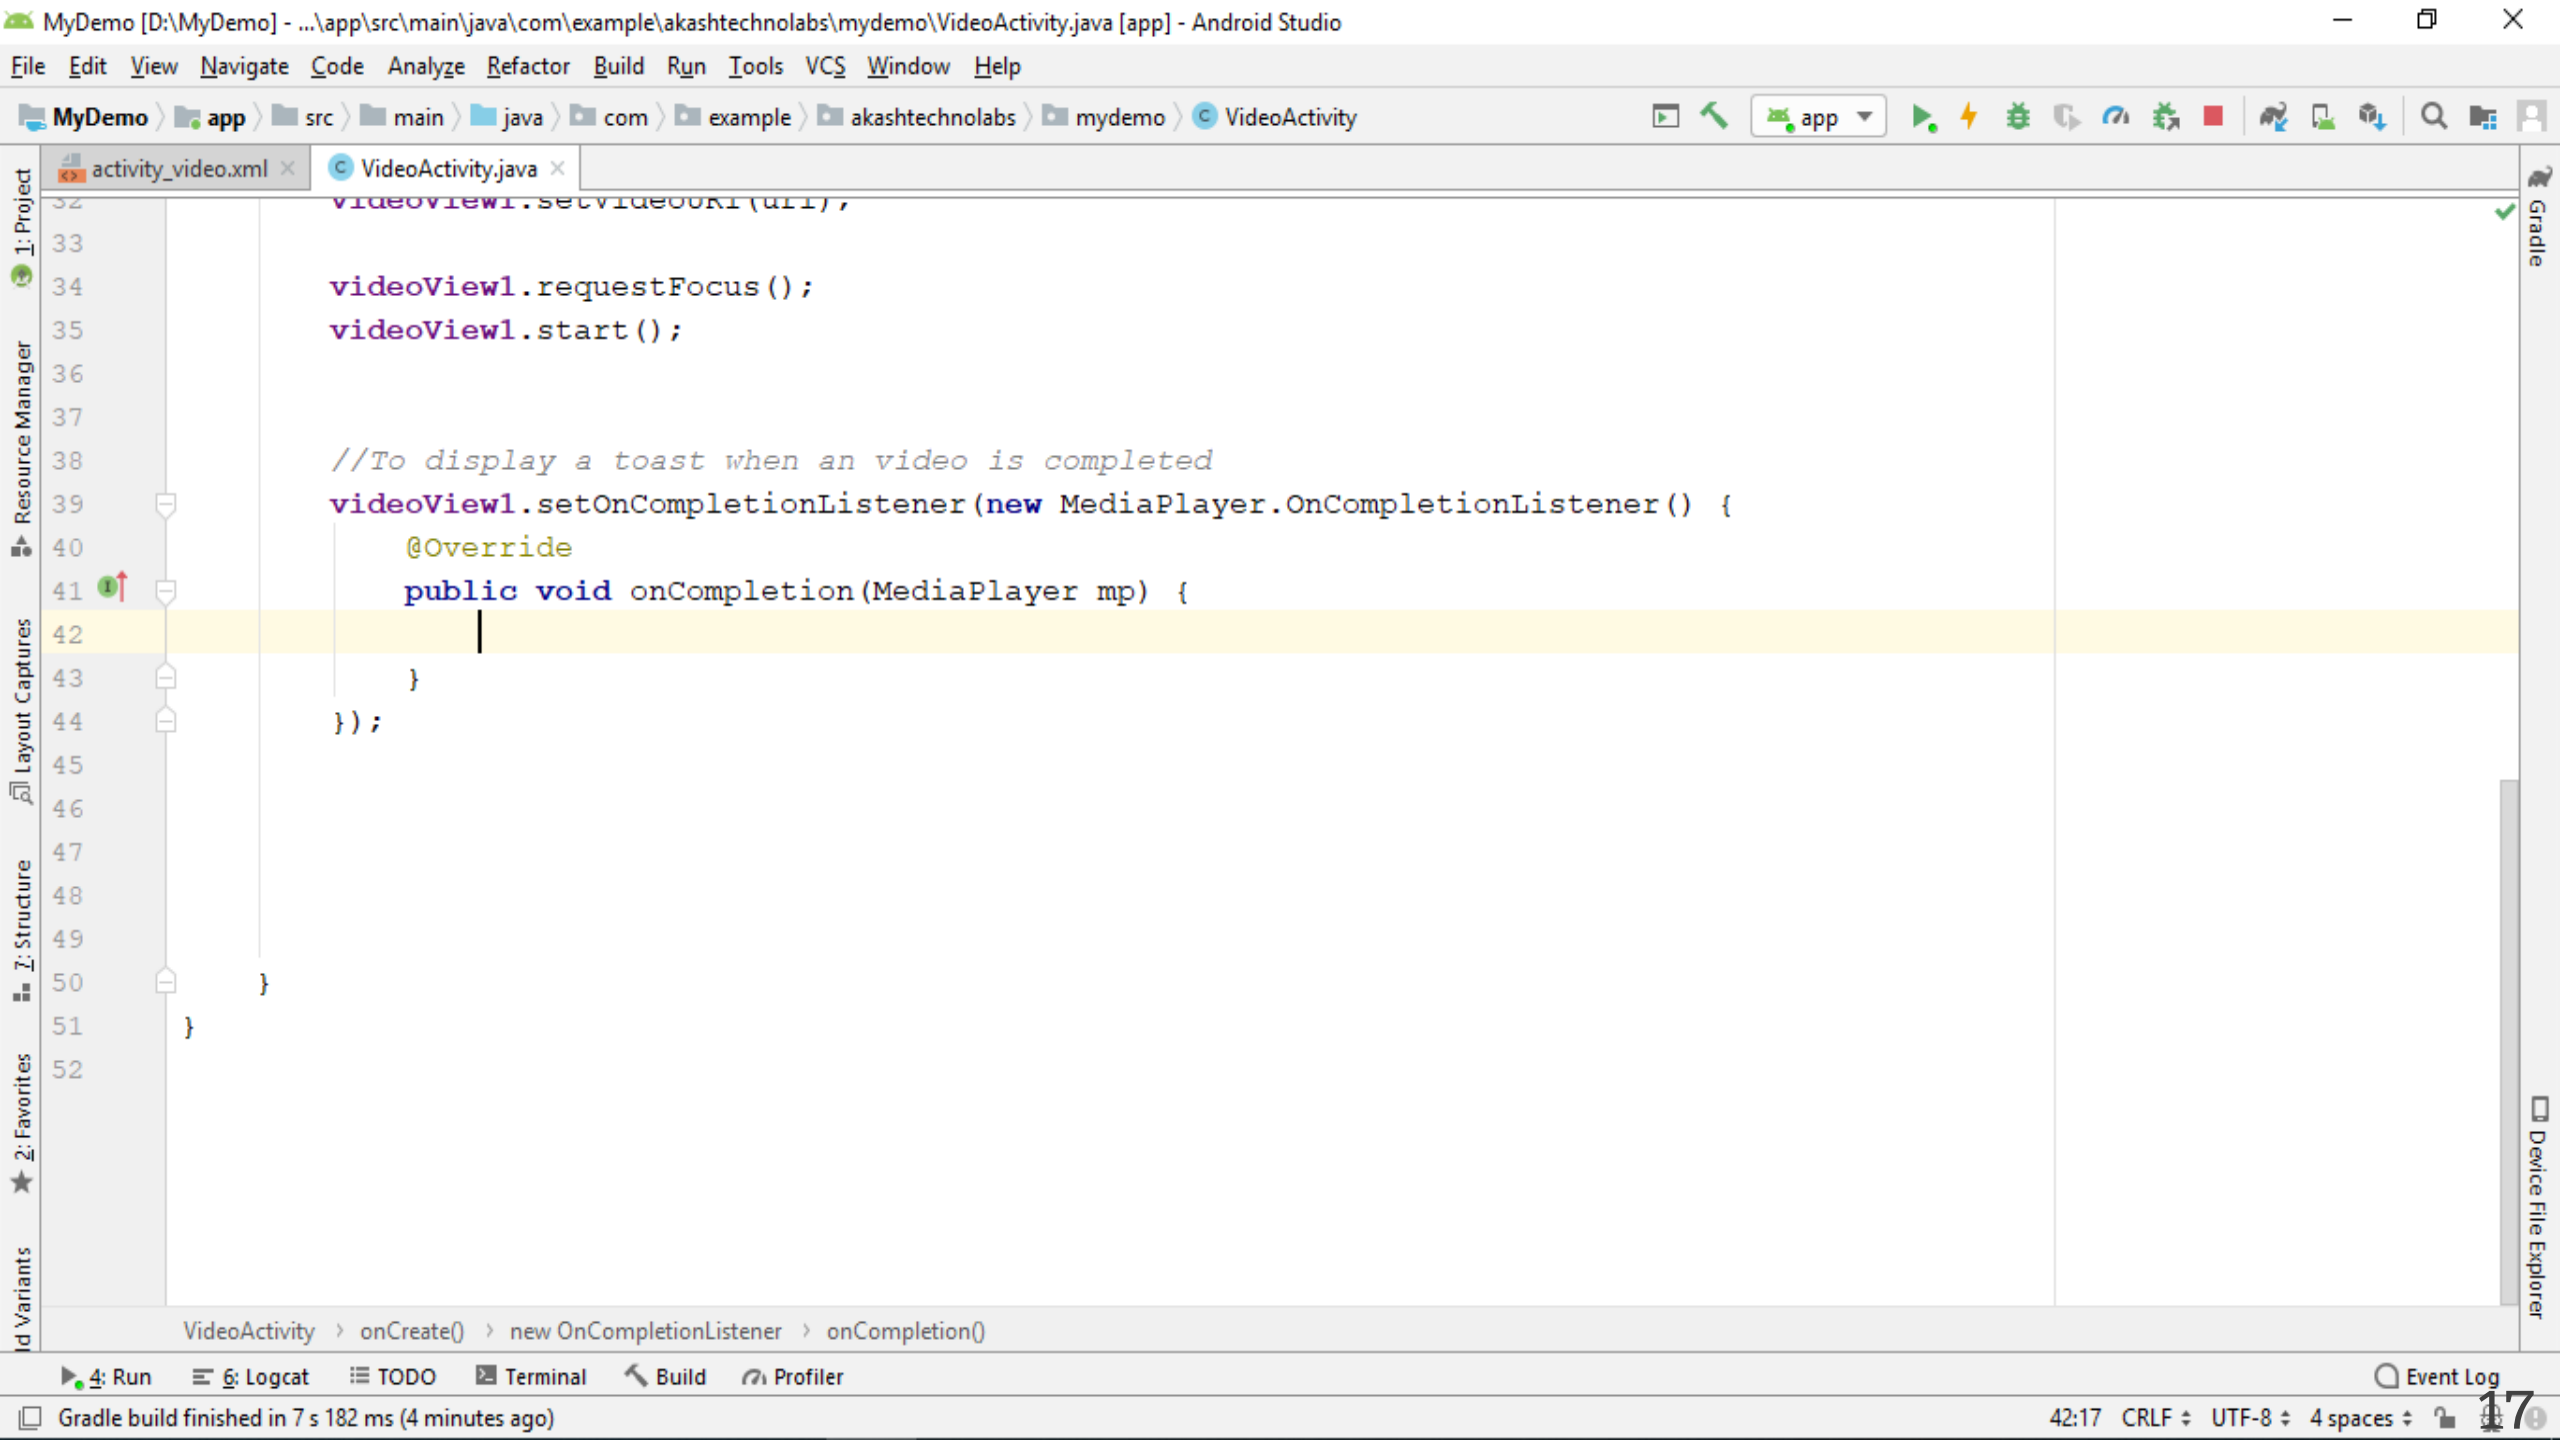 MyDemo [D:\MyDemo] - ...\app\src\main\java\com\example\akashtechnolabs\mydemo\VideoActivity.java [app] - Android Studio
File Edit View Navigate Code Analyze Refactor Build Run Tools VCS Window Help
MyDemo app src main java com example akashtechnolabs mydemo VideoActivity app
activity_video.xml VideoActivity.java
1: Project
Resource Manager
Layout Captures
7: Structure
2: Favorites
ld Variants
32 videoView1.setVideoURI(uri);
33
34 videoView1.requestFocus();
35 videoView1.start();
36
37
38 //To display a toast when an video is completed
39 videoView1.setOnCompletionListener(new MediaPlayer.OnCompletionListener() {
40 @Override
41 public void onCompletion(MediaPlayer mp) {
42
43 }
44 });
45
46
47
48
49
50 }
51 }
52
Gradle
Device File Explorer
VideoActivity › onCreate() › new OnCompletionListener › onCompletion()
4: Run 6: Logcat TODO Terminal Build Profiler Event Log
Gradle build finished in 7 s 182 ms (4 minutes ago) 42:17 CRLF UTF-8 4 spaces
17